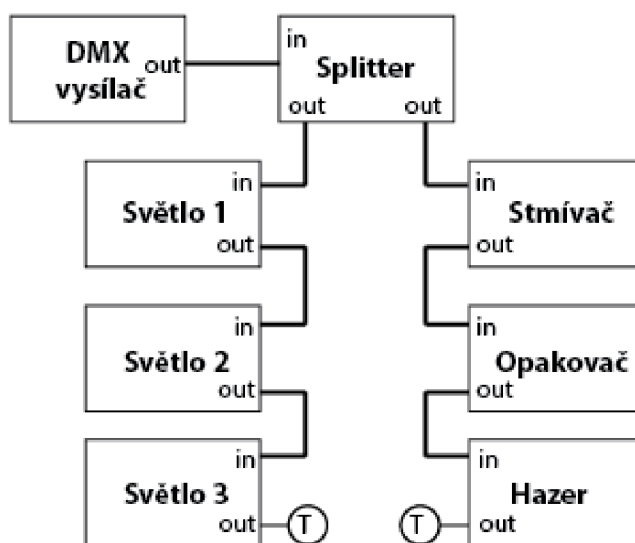 DMX
vysílač
out
in
Splitter
out
out
in
Světlo 1
out
in
Stmívač
out
in
Světlo 2
out
in
Opakovač
out
in
Světlo 3
out
T
in
Hazer
T
out